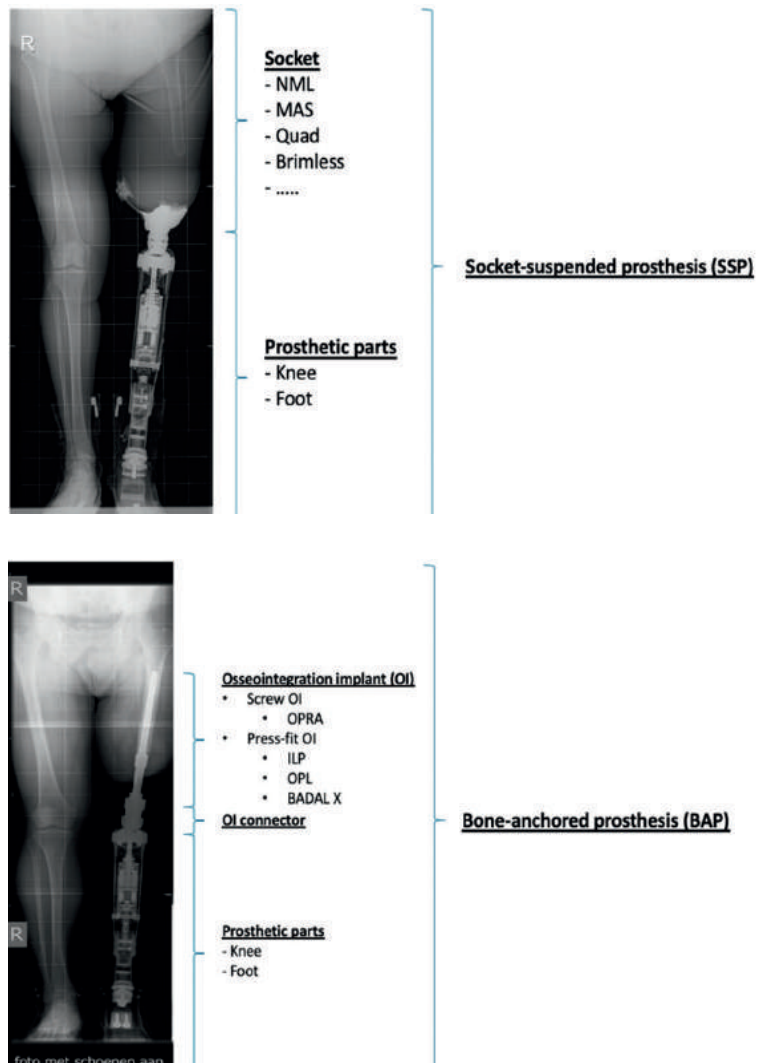 R
Socket
- NML
- MAS
- Quad
- Brimless
- .....
Socket-suspended prosthesis (SSP)
Prosthetic parts
- Knee
- Foot
R
Osseointegration implant (OI)
• Screw OI
• OPRA
• Press-fit OI
• ILP
• OPL
• BADAL X
OI connector
Bone-anchored prosthesis (BAP)
R
Prosthetic parts
- Knee
- Foot
foto met schoenen aan